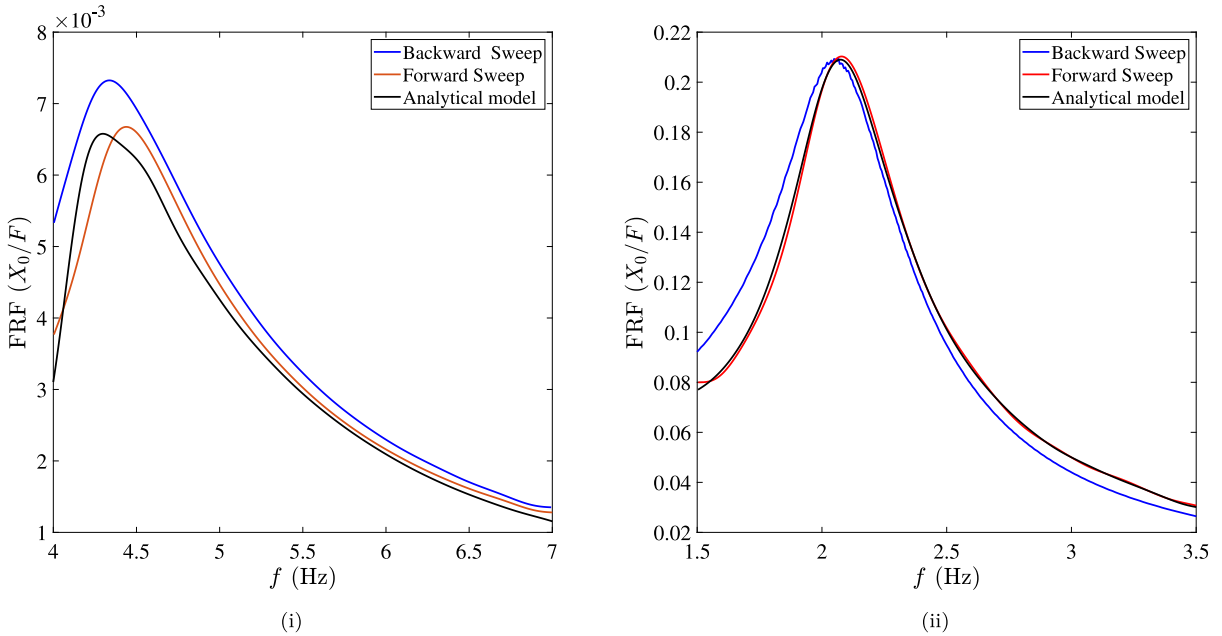 ×10⁻³
8
7
6
5
4
3
2
1
4
4.5
5
5.5
6
6.5
7
FRF (X₀/F)
f (Hz)
Backward Sweep
Forward Sweep
Analytical model
(i)
0.22
0.2
0.18
0.16
0.14
0.12
0.1
0.08
0.06
0.04
0.02
1.5
2
2.5
3
3.5
FRF (X₀/F)
f (Hz)
Backward Sweep
Forward Sweep
Analytical model
(ii)